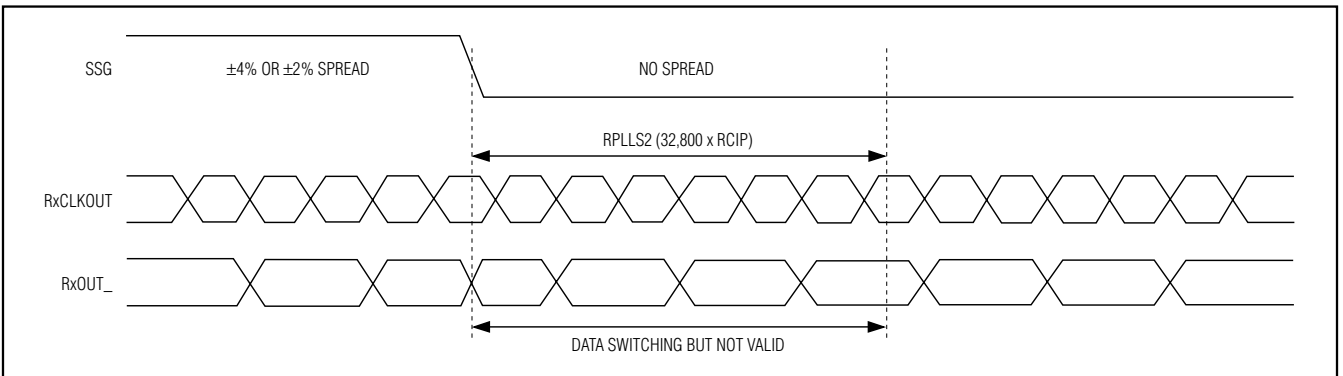 SSG
±4% OR ±2% SPREAD
NO SPREAD
RPLLS2 (32,800 x RCIP)
RxCLKOUT
RxOUT_
DATA SWITCHING BUT NOT VALID